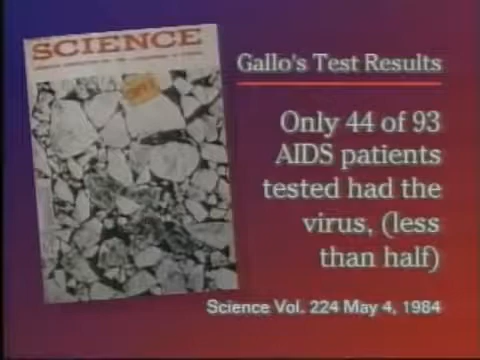 SCIENCE
Gallo's Test Results
Only 44 of 93
AIDS patients
tested had the
virus, (less
than half)
Science Vol. 224 May 4, 1984